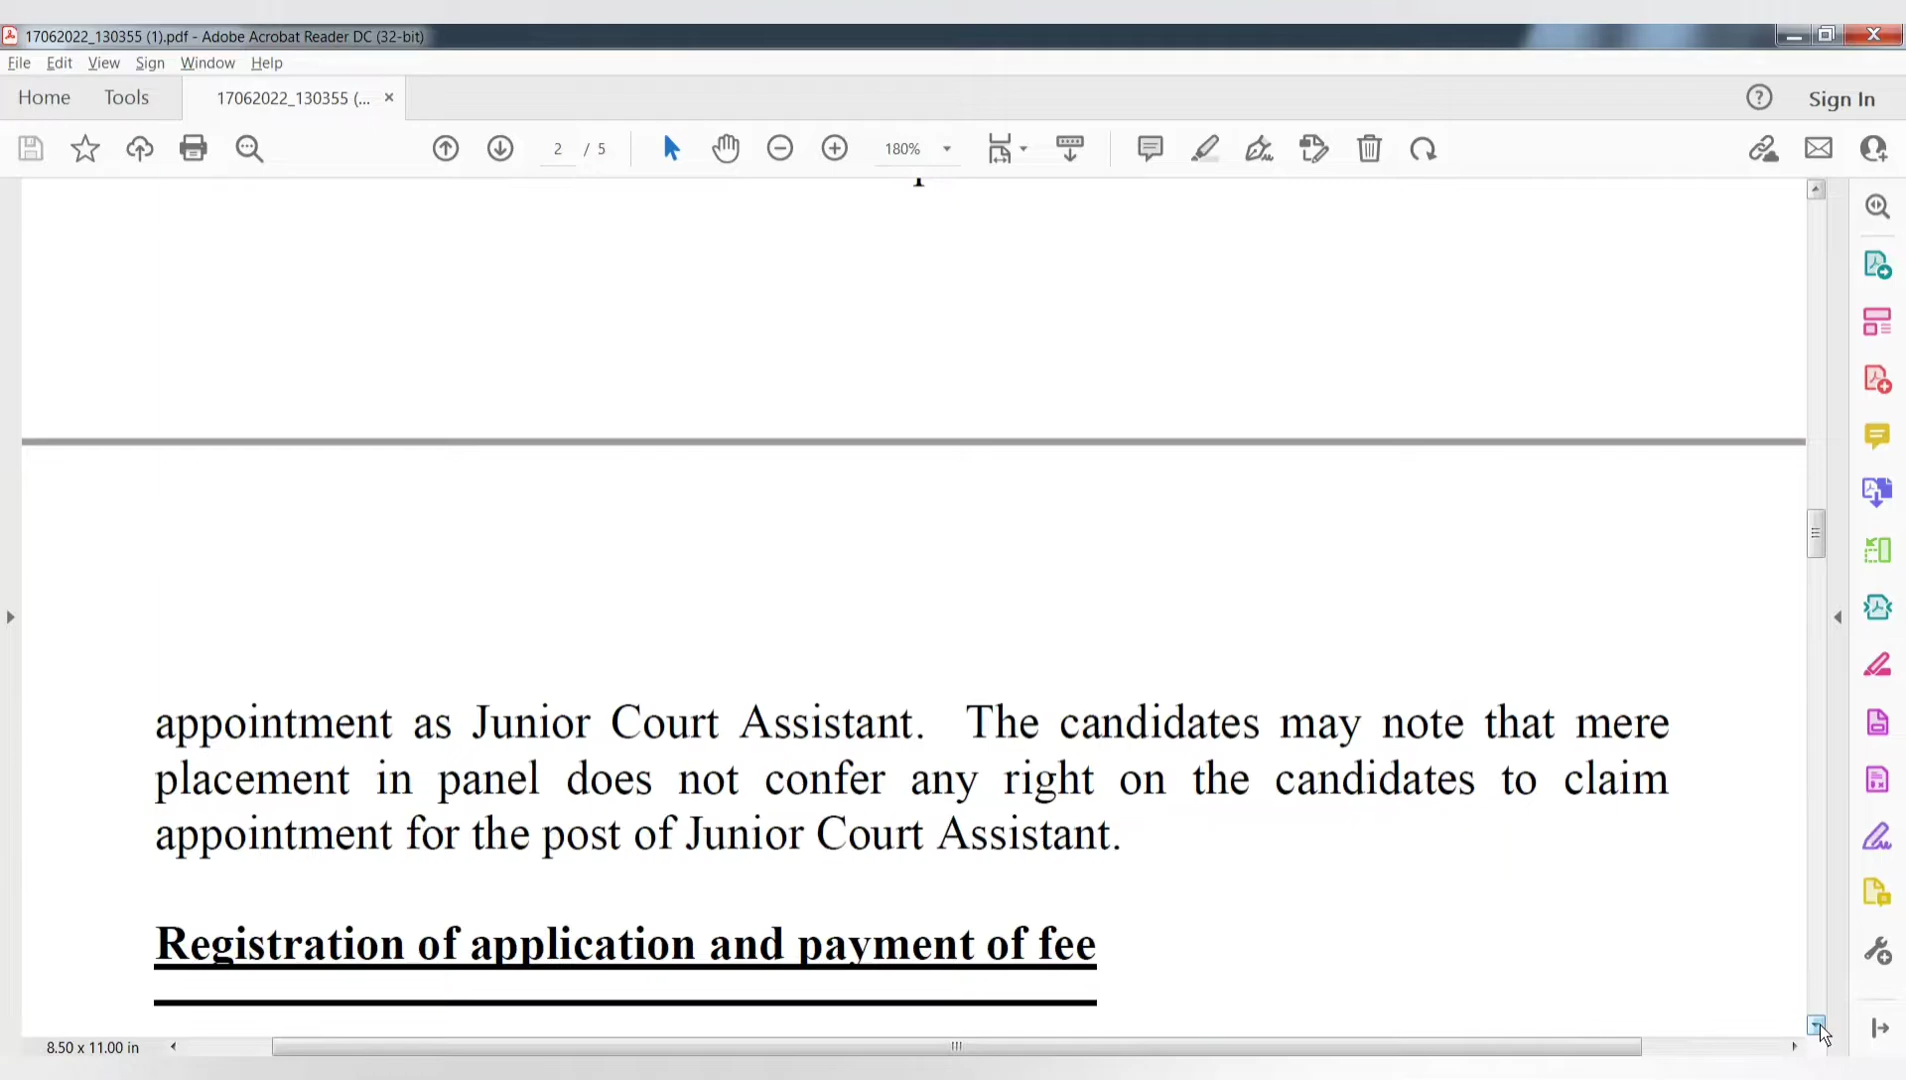 17062022_130355 (1).pdf - Adobe Acrobat Reader DC (32-bit)
File Edit View Sign Window Help
Home Tools 17062022_130355 (... × Sign In
2 / 5 180%
appointment as Junior Court Assistant. The candidates may note that mere
placement in panel does not confer any right on the candidates to claim
appointment for the post of Junior Court Assistant.
Registration of application and payment of fee
8.50 x 11.00 in